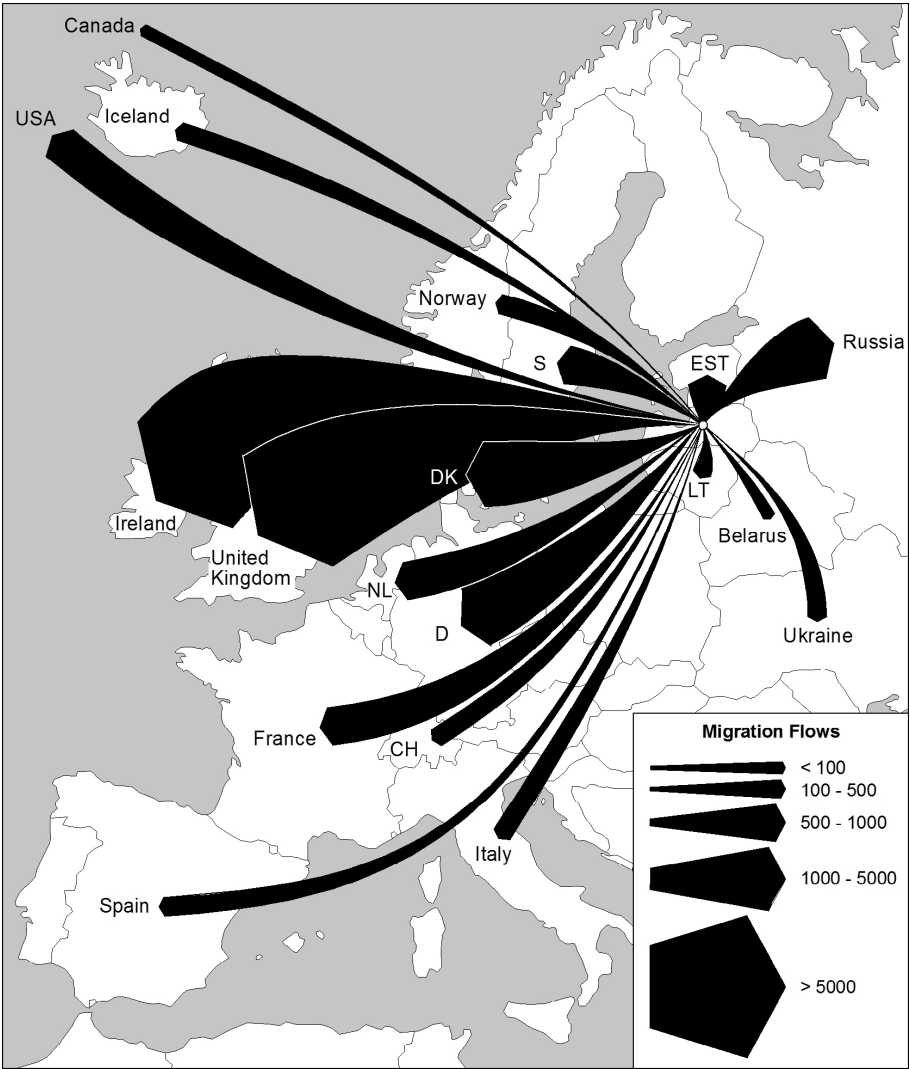 Canada
Iceland
USA
Norway
Russia
S
EST
DK
LT
Ireland
Belarus
United
Kingdom
NL
D
Ukraine
France
CH
Italy
Spain
Migration Flows
< 100
100 - 500
500 - 1000
1000 - 5000
> 5000